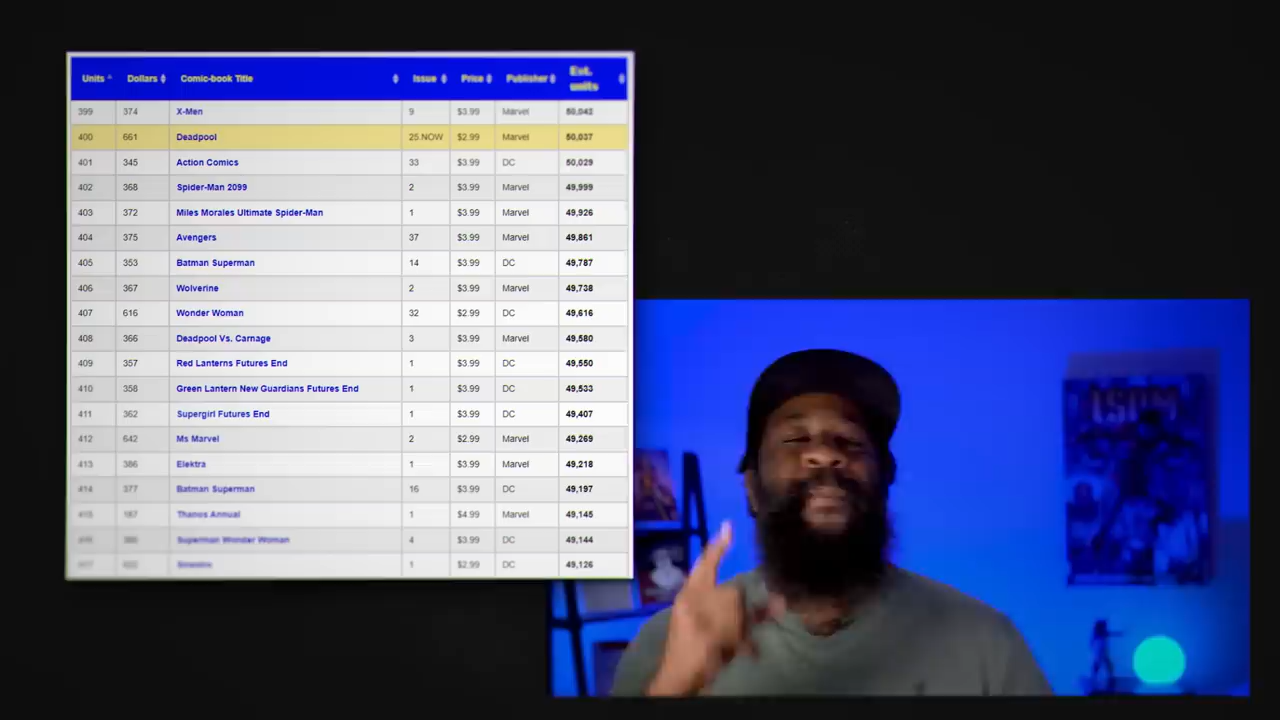 Units Dollars Comic-book Title Issue Price Publisher Est. units
399 374 X-Men 9 $3.99 Marvel 50,042
400 661 Deadpool 25.NOW $2.99 Marvel 50,037
401 345 Action Comics 33 $3.99 DC 50,029
402 368 Spider-Man 2099 2 $3.99 Marvel 49,999
403 372 Miles Morales Ultimate Spider-Man 1 $3.99 Marvel 49,926
404 375 Avengers 37 $3.99 Marvel 49,861
405 353 Batman Superman 14 $3.99 DC 49,787
406 367 Wolverine 2 $3.99 Marvel 49,738
407 616 Wonder Woman 32 $2.99 DC 49,616
408 366 Deadpool Vs. Carnage 3 $3.99 Marvel 49,580
409 357 Red Lanterns Futures End 1 $3.99 DC 49,550
410 358 Green Lantern New Guardians Futures End 1 $3.99 DC 49,533
411 362 Supergirl Futures End 1 $3.99 DC 49,407
412 642 Ms Marvel 2 $2.99 Marvel 49,269
413 386 Elektra 1 $3.99 Marvel 49,218
414 377 Batman Superman 16 $3.99 DC 49,197
415 187 Thanos Annual 1 $4.99 Marvel 49,145
Superman Wonder Woman 4 $3.99 DC 49,144
Sinestro 1 $2.99 DC 49,126
ISOM